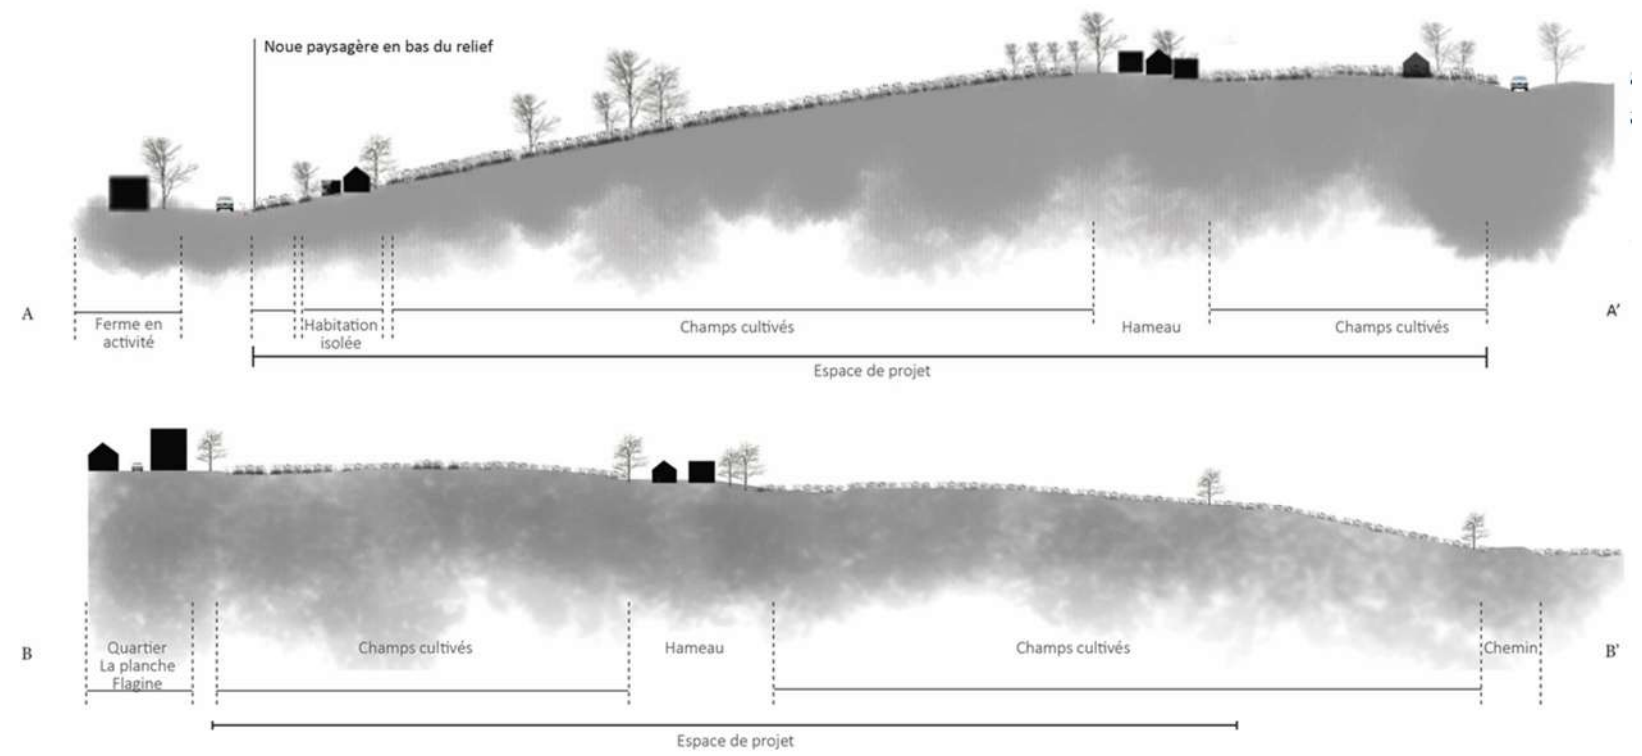 Noue paysagère en bas du relief
A
Ferme en
activité
Habitation
isolée
Champs cultivés
Hameau
Champs cultivés
A'
Espace de projet
B
Quartier
La planche
Flagine
Champs cultivés
Hameau
Champs cultivés
Chemin
B'
Espace de projet